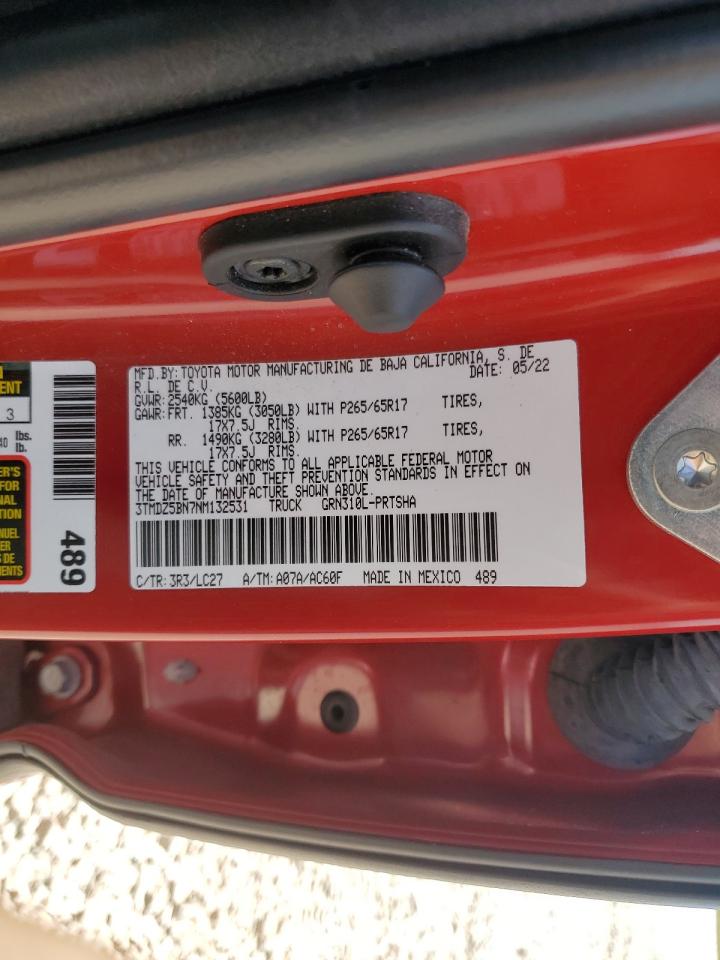 MFD.BY:TOYOTA MOTOR MANUFACTURING DE BAJA CALIFORNIA, S. DE
R.L. DE C.V. DATE: 05/22
GVWR:2540KG (5600LB)
GAWR:FRT. 1385KG (3050LB) WITH P265/65R17 TIRES,
17X7.5J RIMS.
RR. 1490KG (3280LB) WITH P265/65R17 TIRES,
17X7.5J RIMS.
THIS VEHICLE CONFORMS TO ALL APPLICABLE FEDERAL MOTOR
VEHICLE SAFETY AND THEFT PREVENTION STANDARDS IN EFFECT ON
THE DATE OF MANUFACTURE SHOWN ABOVE.
3TMDZ5BN7NM132531 TRUCK GRN310L-PRTSHA
C/TR:3R3/LC27 A/TM:A07A/AC60F MADE IN MEXICO 489
3
lbs.
lb.
489